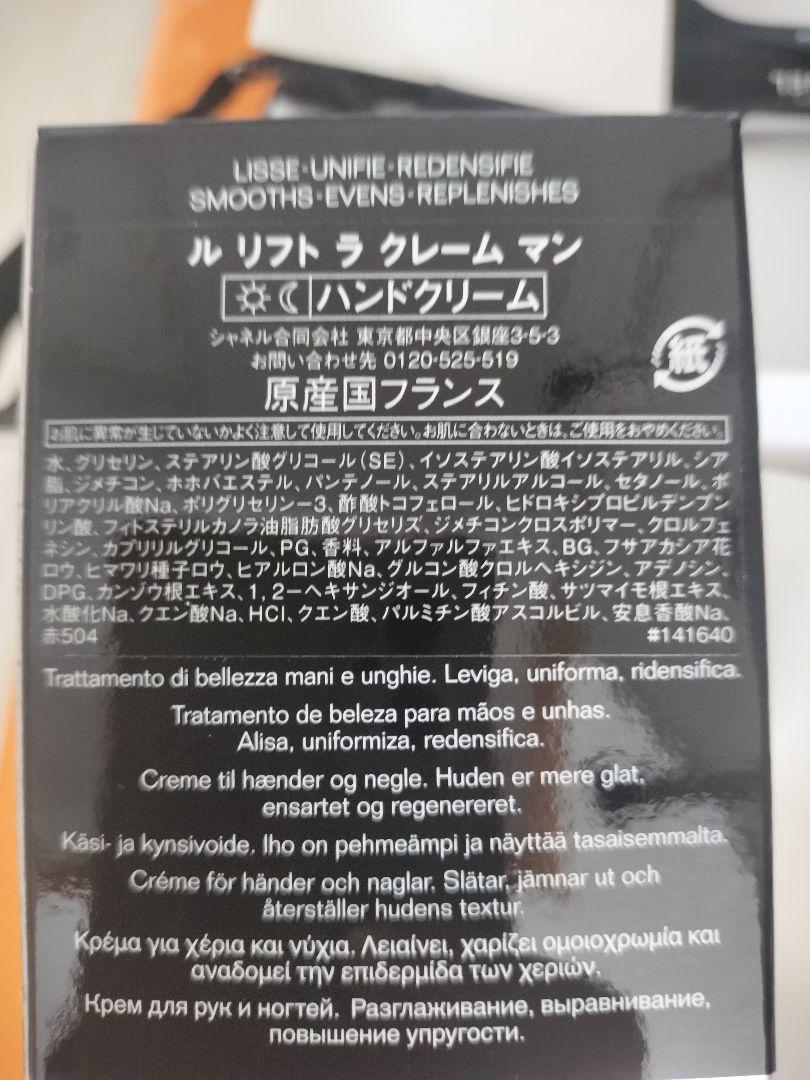 LISSE·UNIFIE·REDENSIFIE
SMOOTHS·EVENS·REPLENISHES
ル リフト ラ クレーム マン
ハンドクリーム
シャネル合同会社 東京都中央区銀座3-5-3
お問い合わせ先 0120-525-519
紙
原産国フランス
お肌に異常が生じていないかよく注意して使用してください。お肌に合わないときは、ご使用をおやめください。
水、グリセリン、ステアリン酸グリコール(SE)、イソステアリン酸イソステアリル、シア
脂、ジメチコン、ホホバエステル、パンテノール、ステアリルアルコール、セタノール、ポ
リアクリル酸Na、ポリグリセリン－3、酢酸トコフェロール、ヒドロキシプロピルデンプン
リン酸、フィトステリルカノラ油脂肪酸グリセリズ、ジメチコンクロスポリマー、クロルフェ
ネシン、カプリリルグリコール、PG、香料、アルファルファエキス、BG、フサアカシア花
ロウ、ヒマワリ種子ロウ、ヒアルロン酸Na、グルコン酸クロルヘキシジン、アデノシン、
DPG、カンゾウ根エキス、1,2－ヘキサンジオール、フィチン酸、サツマイモ根エキス、
水酸化Na、クエン酸Na、HCl、クエン酸、パルミチン酸アスコルビル、安息香酸Na、
赤504 #141640
Trattamento di bellezza mani e unghie. Leviga, uniforma, ridensifica.
Tratamento de beleza para mãos e unhas.
Alisa, uniformiza, redensifica.
Creme til hænder og negle. Huden er mere glat,
ensartet og regenereret.
Käsi- ja kynsivoide. Iho on pehmeämpi ja näyttää tasaisemmalta.
Créme för händer och naglar. Slätar, jämnar ut och
återställer hudens textur.
Κρέμα για χέρια και νύχια. Λειαίνει, χαρίζει ομοιοχρωμία και
αναδομεί την επιδερμίδα των χεριών.
Крем для рук и ногтей. Разглаживание, выравнивание,
повышение упругости.